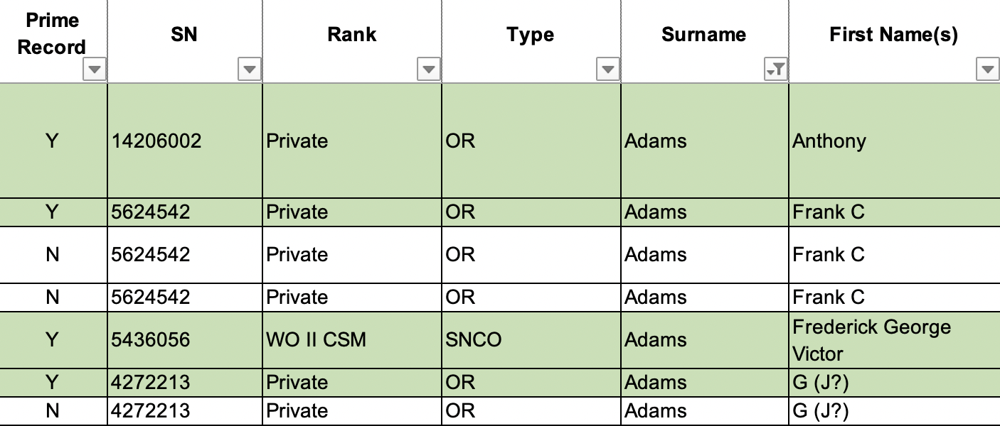 Prime Record SN Rank Type Surname First Name(s)
Y 14206002 Private OR Adams Anthony
Y 5624542 Private OR Adams Frank C
N 5624542 Private OR Adams Frank C
N 5624542 Private OR Adams Frank C
Y 5436056 WO II CSM SNCO Adams Frederick George Victor
Y 4272213 Private OR Adams G (J?)
N 4272213 Private OR Adams G (J?)